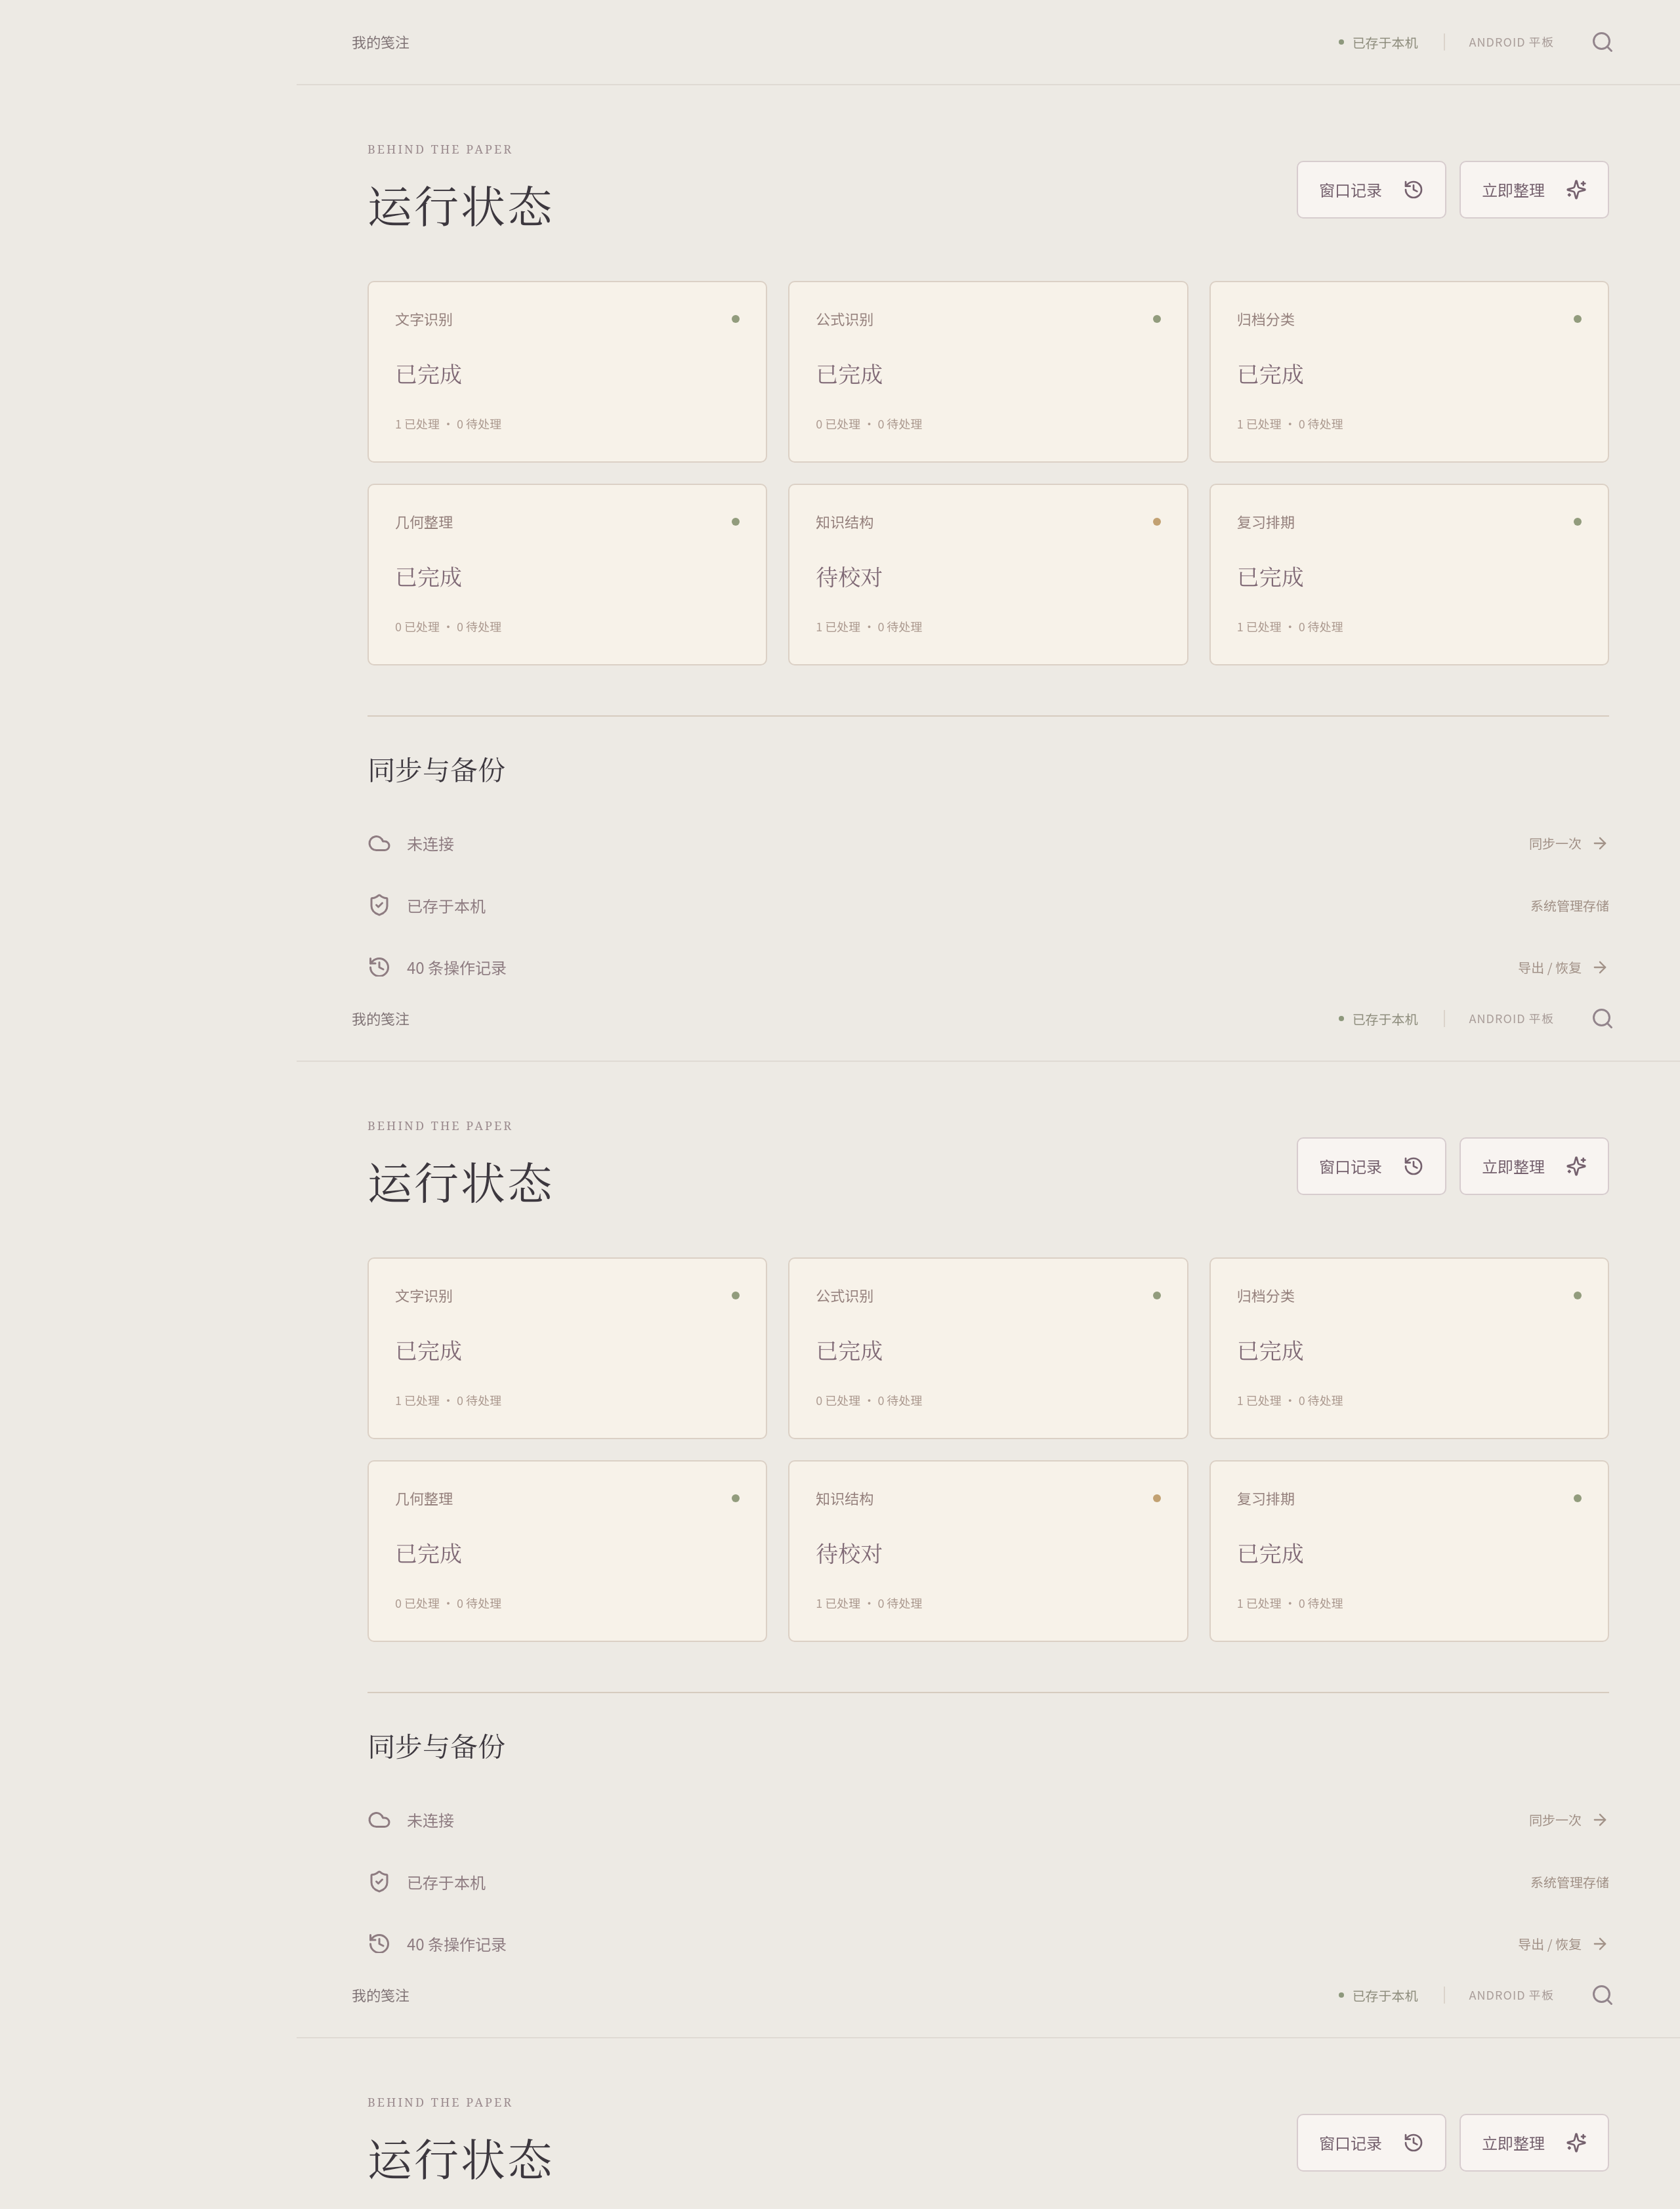 我的笺注 已存于本机 ANDROID 平板
BEHIND THE PAPER
运行状态
窗口记录 立即整理
文字识别 公式识别 归档分类
已完成 已完成 已完成
1 已处理 · 0 待处理 0 已处理 · 0 待处理 1 已处理 · 0 待处理
几何整理 知识结构 复习排期
已完成 待校对 已完成
0 已处理 · 0 待处理 1 已处理 · 0 待处理 1 已处理 · 0 待处理
同步与备份
未连接 同步一次
已存于本机 系统管理存储
40 条操作记录 导出 / 恢复
我的笺注 已存于本机 ANDROID 平板
BEHIND THE PAPER
运行状态
窗口记录 立即整理
文字识别 公式识别 归档分类
已完成 已完成 已完成
1 已处理 · 0 待处理 0 已处理 · 0 待处理 1 已处理 · 0 待处理
几何整理 知识结构 复习排期
已完成 待校对 已完成
0 已处理 · 0 待处理 1 已处理 · 0 待处理 1 已处理 · 0 待处理
同步与备份
未连接 同步一次
已存于本机 系统管理存储
40 条操作记录 导出 / 恢复
我的笺注 已存于本机 ANDROID 平板
BEHIND THE PAPER
运行状态
窗口记录 立即整理